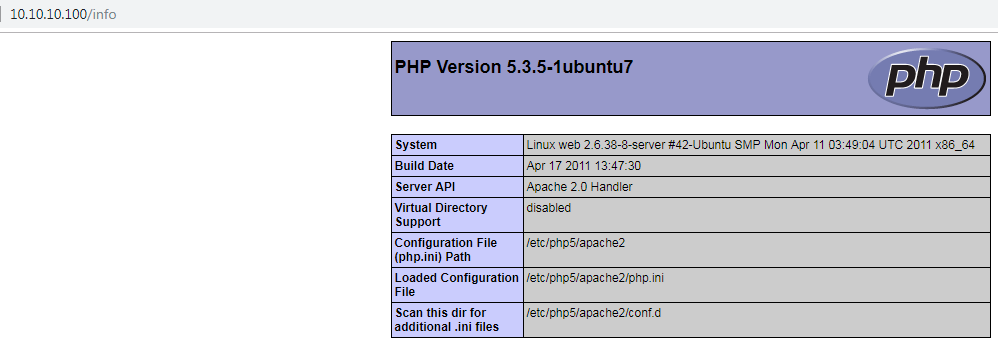 10.10.10.100/info
PHP Version 5.3.5-1ubuntu7
php
System Linux web 2.6.38-8-server #42-Ubuntu SMP Mon Apr 11 03:49:04 UTC 2011 x86_64
Build Date Apr 17 2011 13:47:30
Server API Apache 2.0 Handler
Virtual Directory disabled
Support
Configuration File /etc/php5/apache2
(php.ini) Path
Loaded Configuration /etc/php5/apache2/php.ini
File
Scan this dir for /etc/php5/apache2/conf.d
additional .ini files